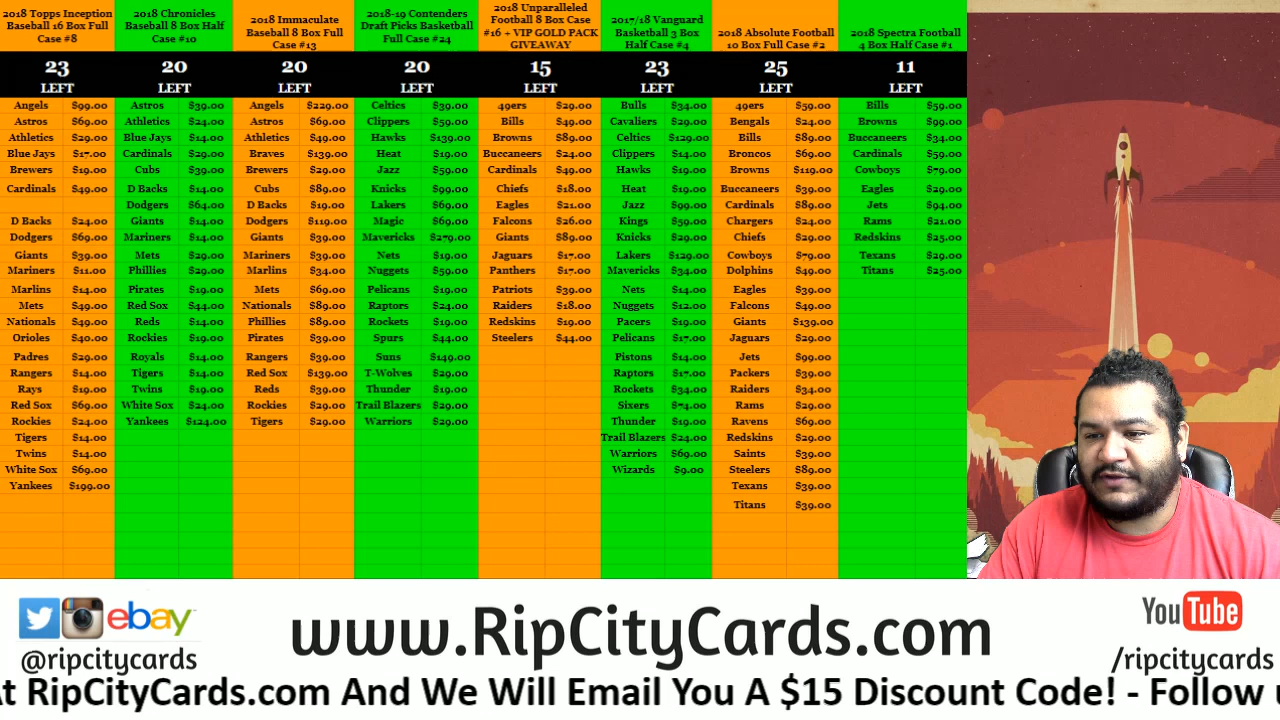 2018 Topps Inception
Baseball 16 Box Full
Case #8
23
LEFT
Angels $99.00
Astros $69.00
Athletics $29.00
Blue Jays $17.00
Brewers $19.00
Cardinals $49.00
D Backs $24.00
Dodgers $69.00
Giants $39.00
Mariners $11.00
Marlins $14.00
Mets $49.00
Nationals $49.00
Orioles $40.00
Padres $29.00
Rangers $14.00
Rays $19.00
Red Sox $69.00
Rockies $24.00
Tigers $14.00
Twins $14.00
White Sox $69.00
Yankees $199.00
2018 Chronicles
Baseball 8 Box Half
Case #10
20
LEFT
Astros $39.00
Athletics $24.00
Blue Jays $14.00
Cardinals $29.00
Cubs $39.00
D Backs $14.00
Dodgers $64.00
Giants $14.00
Mariners $14.00
Mets $29.00
Phillies $29.00
Pirates $19.00
Red Sox $44.00
Reds $14.00
Rockies $19.00
Royals $14.00
Tigers $14.00
Twins $19.00
White Sox $24.00
Yankees $124.00
2018 Immaculate
Baseball 8 Box Full
Case #13
20
LEFT
Angels $229.00
Astros $69.00
Athletics $49.00
Braves $139.00
Brewers $29.00
Cubs $89.00
D Backs $19.00
Dodgers $119.00
Giants $39.00
Mariners $39.00
Marlins $34.00
Mets $69.00
Nationals $89.00
Phillies $89.00
Pirates $39.00
Rangers $39.00
Red Sox $139.00
Reds $39.00
Rockies $29.00
Tigers $29.00
2018-19 Contenders
Draft Picks Basketball
Full Case #24
20
LEFT
Celtics $39.00
Clippers $59.00
Hawks $139.00
Heat $19.00
Jazz $59.00
Knicks $99.00
Lakers $69.00
Magic $69.00
Mavericks $279.00
Nets $19.00
Nuggets $59.00
Pelicans $19.00
Raptors $24.00
Rockets $19.00
Spurs $44.00
Suns $149.00
T-Wolves $29.00
Thunder $19.00
Trail Blazers $29.00
Warriors $29.00
2018 Unparalleled
Football 8 Box Case
#16 + VIP GOLD PACK
GIVEAWAY
15
LEFT
49ers $29.00
Bills $49.00
Browns $89.00
Buccaneers $24.00
Cardinals $49.00
Chiefs $18.00
Eagles $21.00
Falcons $26.00
Giants $89.00
Jaguars $17.00
Panthers $17.00
Patriots $39.00
Raiders $18.00
Redskins $19.00
Steelers $44.00
2017/18 Vanguard
Basketball 3 Box
Half Case #4
23
LEFT
Bulls $34.00
Cavaliers $29.00
Celtics $129.00
Clippers $14.00
Hawks $19.00
Heat $19.00
Jazz $99.00
Kings $59.00
Knicks $29.00
Lakers $129.00
Mavericks $34.00
Nets $14.00
Nuggets $12.00
Pacers $19.00
Pelicans $17.00
Pistons $14.00
Raptors $17.00
Rockets $34.00
Sixers $74.00
Thunder $19.00
Trail Blazers $24.00
Warriors $69.00
Wizards $9.00
2018 Absolute Football
10 Box Full Case #2
25
LEFT
49ers $59.00
Bengals $24.00
Bills $89.00
Broncos $69.00
Browns $119.00
Buccaneers $39.00
Cardinals $89.00
Chargers $24.00
Chiefs $29.00
Cowboys $79.00
Dolphins $49.00
Eagles $39.00
Falcons $49.00
Giants $139.00
Jaguars $29.00
Jets $99.00
Packers $39.00
Raiders $34.00
Rams $29.00
Ravens $69.00
Redskins $29.00
Saints $39.00
Steelers $89.00
Texans $39.00
Titans $39.00
2018 Spectra Football
4 Box Half Case #1
11
LEFT
Bills $59.00
Browns $99.00
Buccaneers $34.00
Cardinals $59.00
Cowboys $79.00
Eagles $29.00
Jets $94.00
Rams $21.00
Redskins $25.00
Texans $29.00
Titans $25.00
ebay
@ripcitycards
www.RipCityCards.com
YouTube
/ripcitycards
At RipCityCards.com And We Will Email You A $15 Discount Code! - Follow u